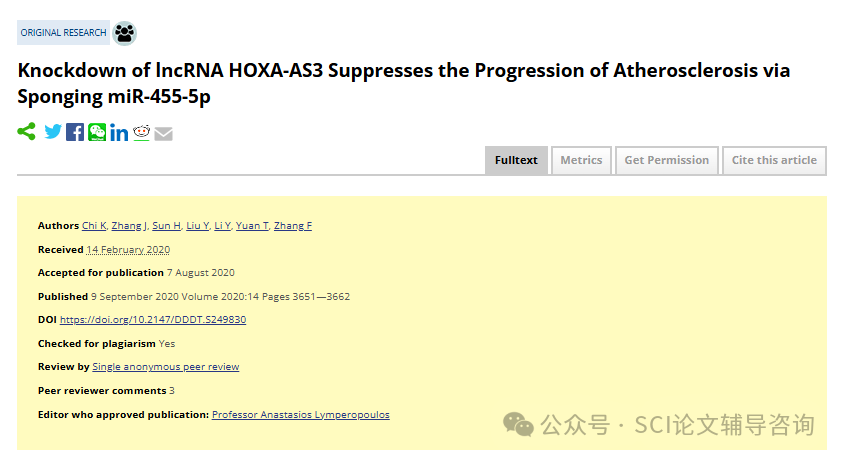 ORIGINAL RESEARCH
Knockdown of lncRNA HOXA-AS3 Suppresses the Progression of Atherosclerosis via
Sponging miR-455-5p
Fulltext Metrics Get Permission Cite this article
Authors Chi K, Zhang J, Sun H, Liu Y, Li Y, Yuan T, Zhang F
Received 14 February 2020
Accepted for publication 7 August 2020
Published 9 September 2020 Volume 2020:14 Pages 3651—3662
DOI https://doi.org/10.2147/DDDT.S249830
Checked for plagiarism Yes
Review by Single anonymous peer review
Peer reviewer comments 3
Editor who approved publication: Professor Anastasios Lymperopoulos
公众号 · SCI论文辅导咨询